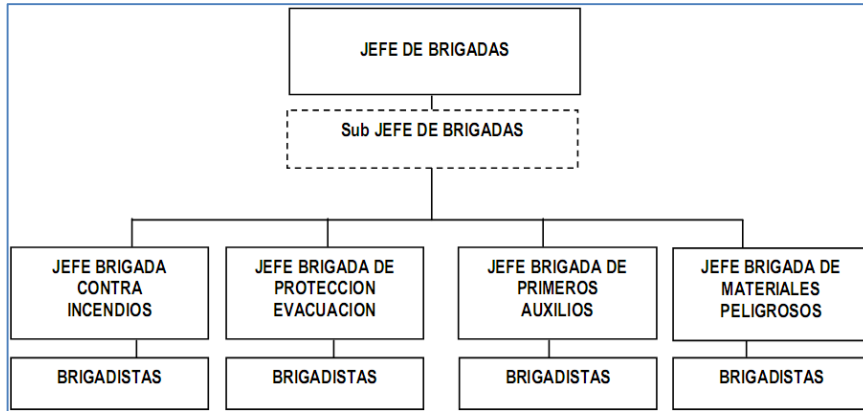 JEFE DE BRIGADAS
Sub JEFE DE BRIGADAS
JEFE BRIGADA
CONTRA
INCENDIOS
JEFE BRIGADA DE
PROTECCION
EVACUACION
JEFE BRIGADA DE
PRIMEROS
AUXILIOS
JEFE BRIGADA DE
MATERIALES
PELIGROSOS
BRIGADISTAS
BRIGADISTAS
BRIGADISTAS
BRIGADISTAS